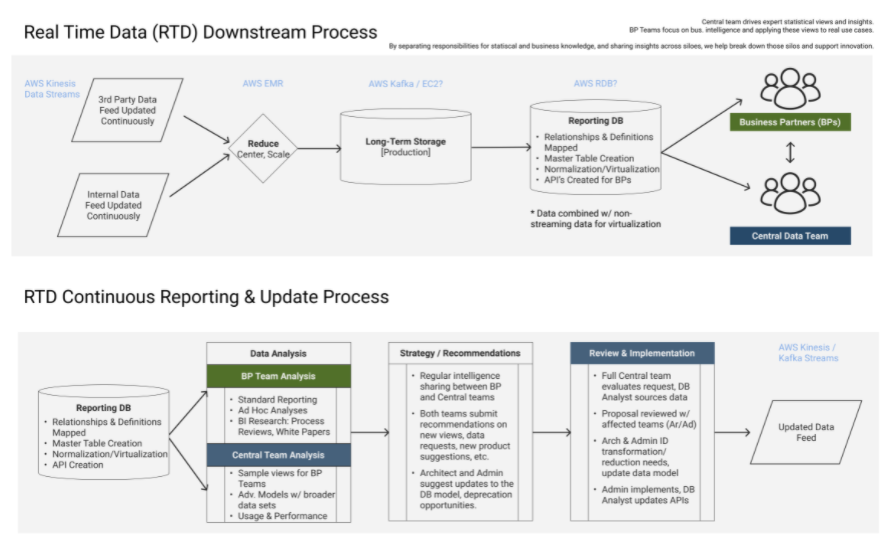 Real Time Data (RTD) Downstream Process
Central team drives expert statistical views and insights.
BP Teams focus on bus. intelligence and applying these views to real use cases.
By separating responsibilities for statiscal and business knowledge, and sharing insights across siloes, we help break down those silos and support innovation.
AWS Kinesis
Data Streams
3rd Party Data
Feed Updated
Continuously
Internal Data
Feed Updated
Continuously
AWS EMR
Reduce
Center, Scale
AWS Kafka / EC2?
Long-Term Storage
[Production]
AWS RDB?
Reporting DB
• Relationships & Definitions
Mapped
• Master Table Creation
• Normalization/Virtualization
• API's Created for BPs
* Data combined w/ non-
streaming data for virtualization
Business Partners (BPs)
Central Data Team
RTD Continuous Reporting & Update Process
Reporting DB
• Relationships & Definitions
Mapped
• Master Table Creation
• Normalization/Virtualization
• API Creation
Data Analysis
BP Team Analysis
• Standard Reporting
• Ad Hoc Analyses
• BI Research: Process
Reviews, White Papers
Central Team Analysis
• Sample views for BP
Teams
• Adv. Models w/ broader
data sets
• Usage & Performance
Strategy / Recommendations
• Regular intelligence
sharing between BP
and Central teams
• Both teams submit
recommendations on
new views, data
requests, new product
suggestions, etc.
• Architect and Admin
suggest updates to the
DB model, deprecation
opportunities.
Review & Implementation
• Full Central team
evaluates request, DB
Analyst sources data
• Proposal reviewed w/
affected teams (Ar/Ad)
• Arch & Admin ID
transformation/
reduction needs,
update data model
• Admin implements, DB
Analyst updates APIs
AWS Kinesis /
Kafka Streams
Updated Data
Feed